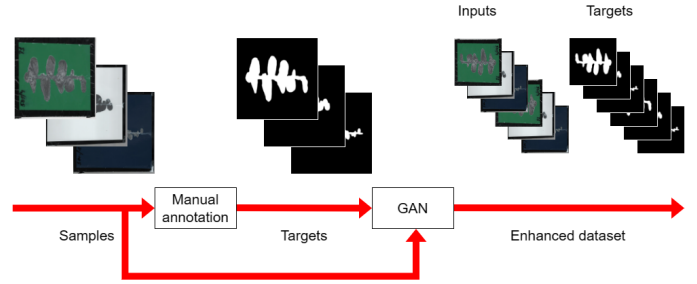 Inputs
Targets
Manual
annotation
GAN
Samples
Targets
Enhanced dataset